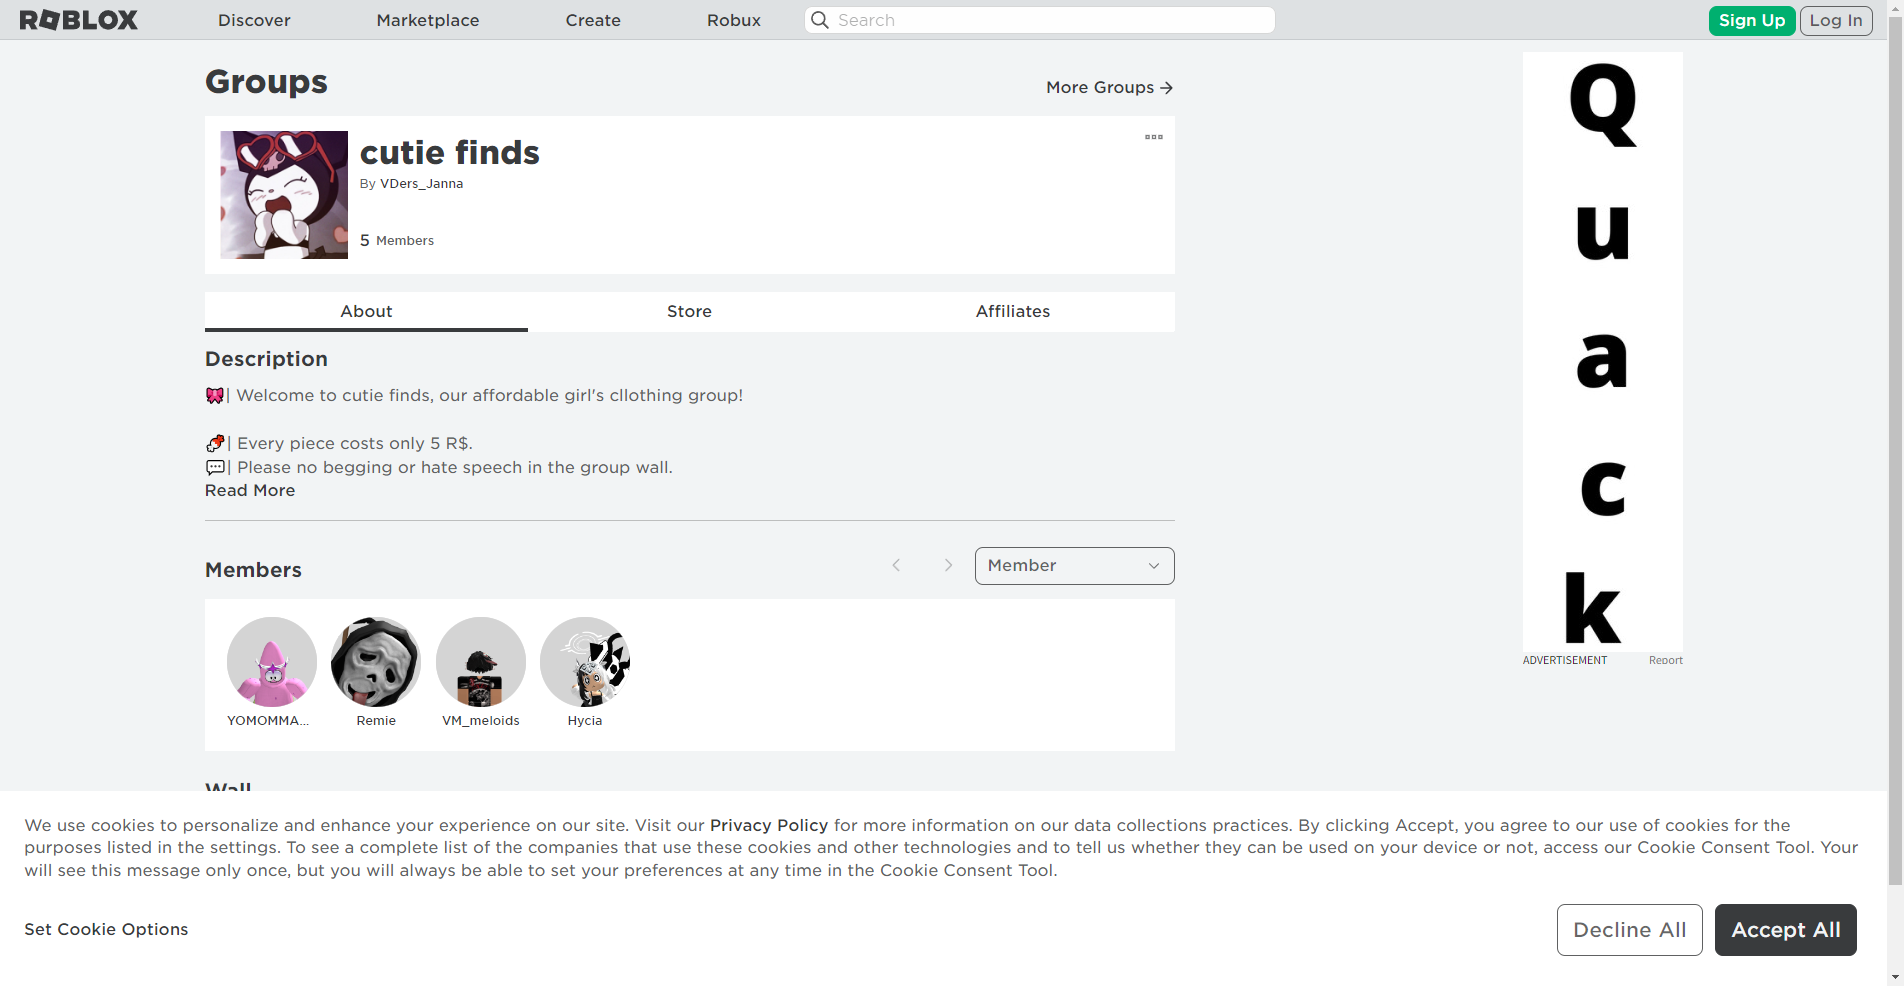 ROBLOX
Discover
Marketplace
Create
Robux
Search
Sign Up
Log In
Groups
More Groups →
cutie finds
By VDers_Janna
5 Members
About
Store
Affiliates
Description
🎀| Welcome to cutie finds, our affordable girl's cllothing group!
| Every piece costs only 5 R$.
💬| Please no begging or hate speech in the group wall.
Read More
Members
Member
YOMOMMA...
Remie
VM_meloids
Hycia
Wall
Q
u
a
c
k
ADVERTISEMENT
Report
We use cookies to personalize and enhance your experience on our site. Visit our Privacy Policy for more information on our data collections practices. By clicking Accept, you agree to our use of cookies for the
purposes listed in the settings. To see a complete list of the companies that use these cookies and other technologies and to tell us whether they can be used on your device or not, access our Cookie Consent Tool. Your
will see this message only once, but you will always be able to set your preferences at any time in the Cookie Consent Tool.
Set Cookie Options
Decline All
Accept All